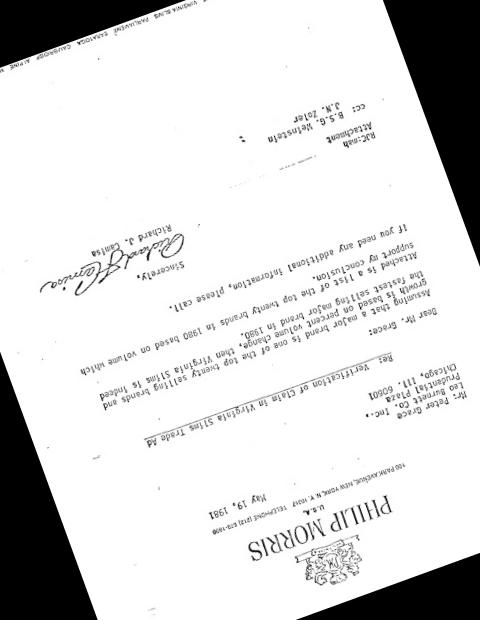 PHILIP MORRIS
U.S.A.
100 PARK AVENUE, NEW YORK, N.Y. 10017 TELEPHONE (212) 679-1800
May 19, 1981
Mr. Peter Grace
Leo Burnett Co. Inc.,
Prudential Plaza
Chicago, Ill. 60601
Re: Verification of Claim in Virginia Slims Trade Ad
Dear Mr. Grace:
Assuming that a major brand is one of the top twenty selling brands and
growth is based on percent volume change, then Virginia Slims is indeed
the fastest selling major brand in 1980.
Attached is a list of the top twenty brands in 1980 based on volume which
support my conclusion.
If you need any additional information, please call.
Sincerely,
Richard J. Camisa
Richard J. Camisa
RJC:mah
Attachment
cc: B.S.G. Weinstein
J.N. Zoler
VIRGINIA SLIMS PARLIAMENT SARATOGA CAMBRIDGE ALPINE